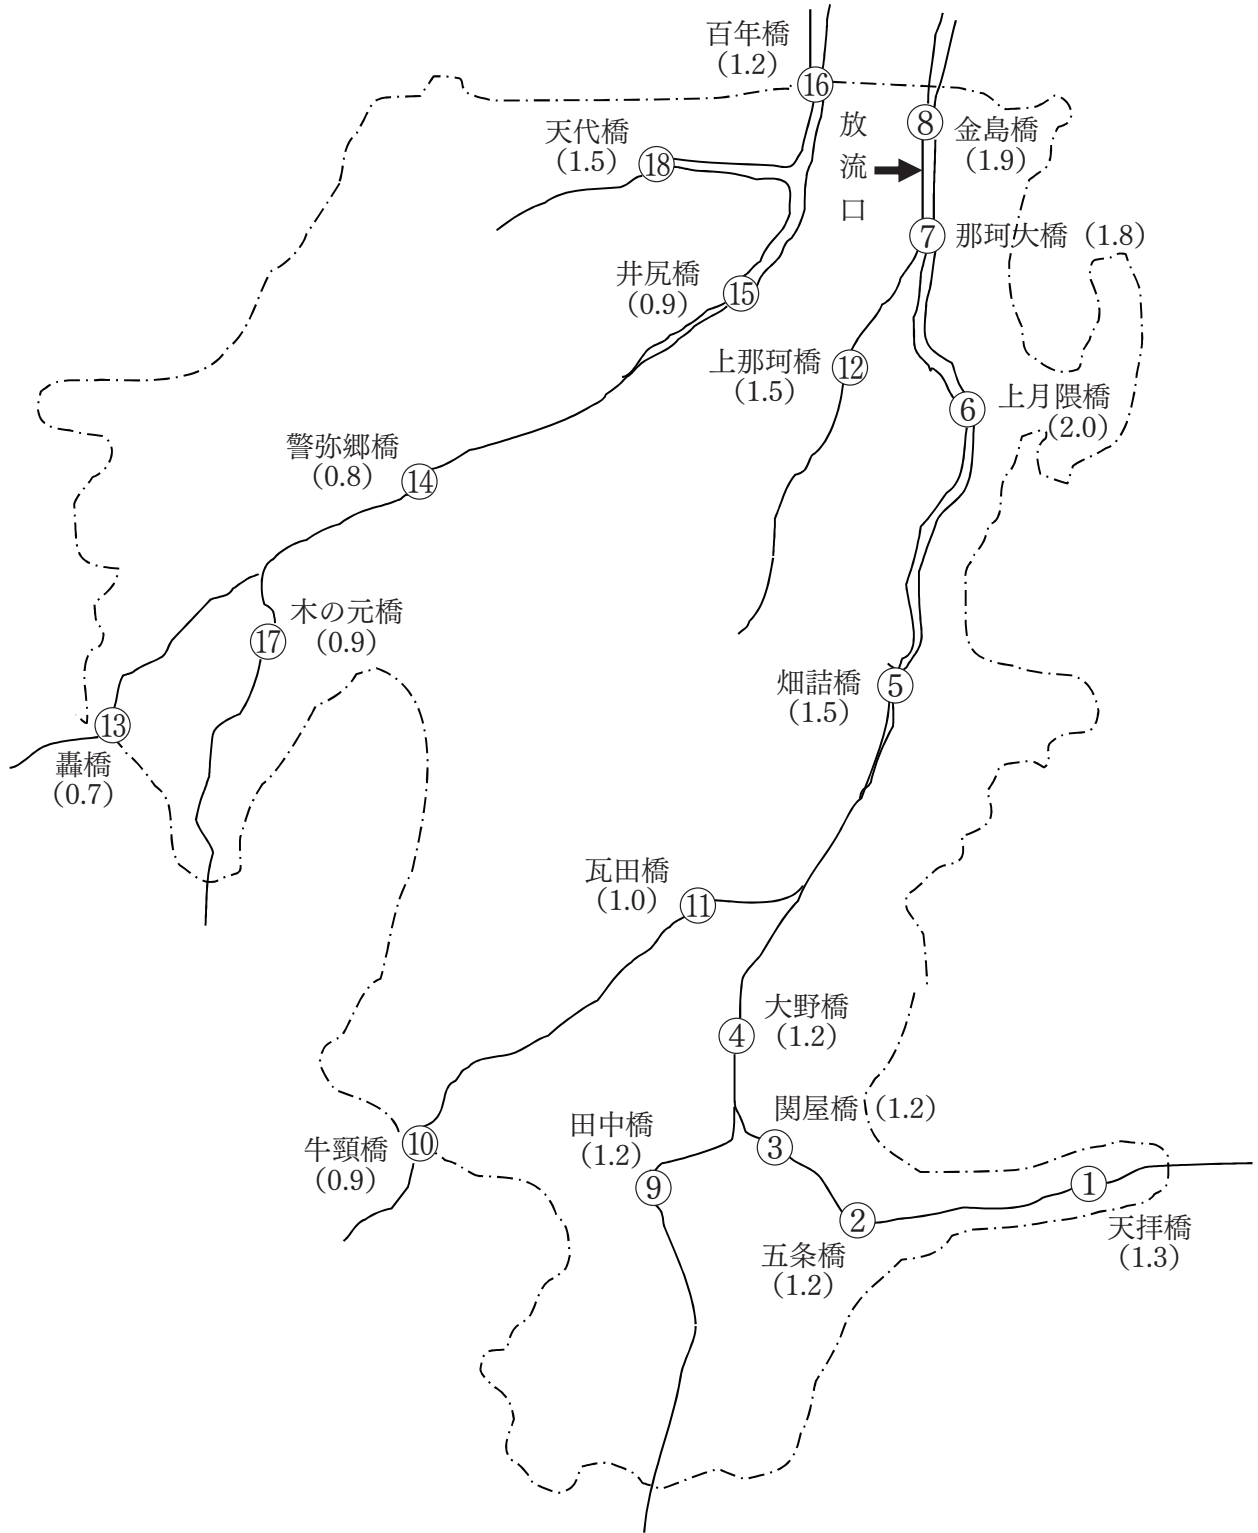 百年橋
（1.2）
⑯
放流口
⑧
金島橋
（1.9）
天代橋
（1.5）
⑱
⑦
那珂大橋（1.8）
井尻橋
（0.9）
⑮
上那珂橋
（1.5）
⑫
⑥
上月隈橋
（2.0）
警弥郷橋
（0.8）
⑭
木の元橋
（0.9）
⑰
畑詰橋
（1.5）
⑤
⑬
轟橋
（0.7）
瓦田橋
（1.0）
⑪
大野橋
（1.2）
④
関屋橋（1.2）
③
田中橋
（1.2）
⑨
牛頸橋
（0.9）
⑩
①
天拝橋
（1.3）
②
五条橋
（1.2）